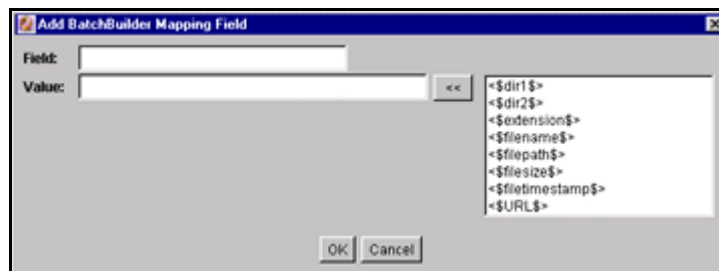 Add BatchBuilder Mapping Field
Field:
Value: <<
<$dir1$>
<$dir2$>
<$extension$>
<$filename$>
<$filepath$>
<$filesize$>
<$filetimestamp$>
<$URL$>
OK Cancel